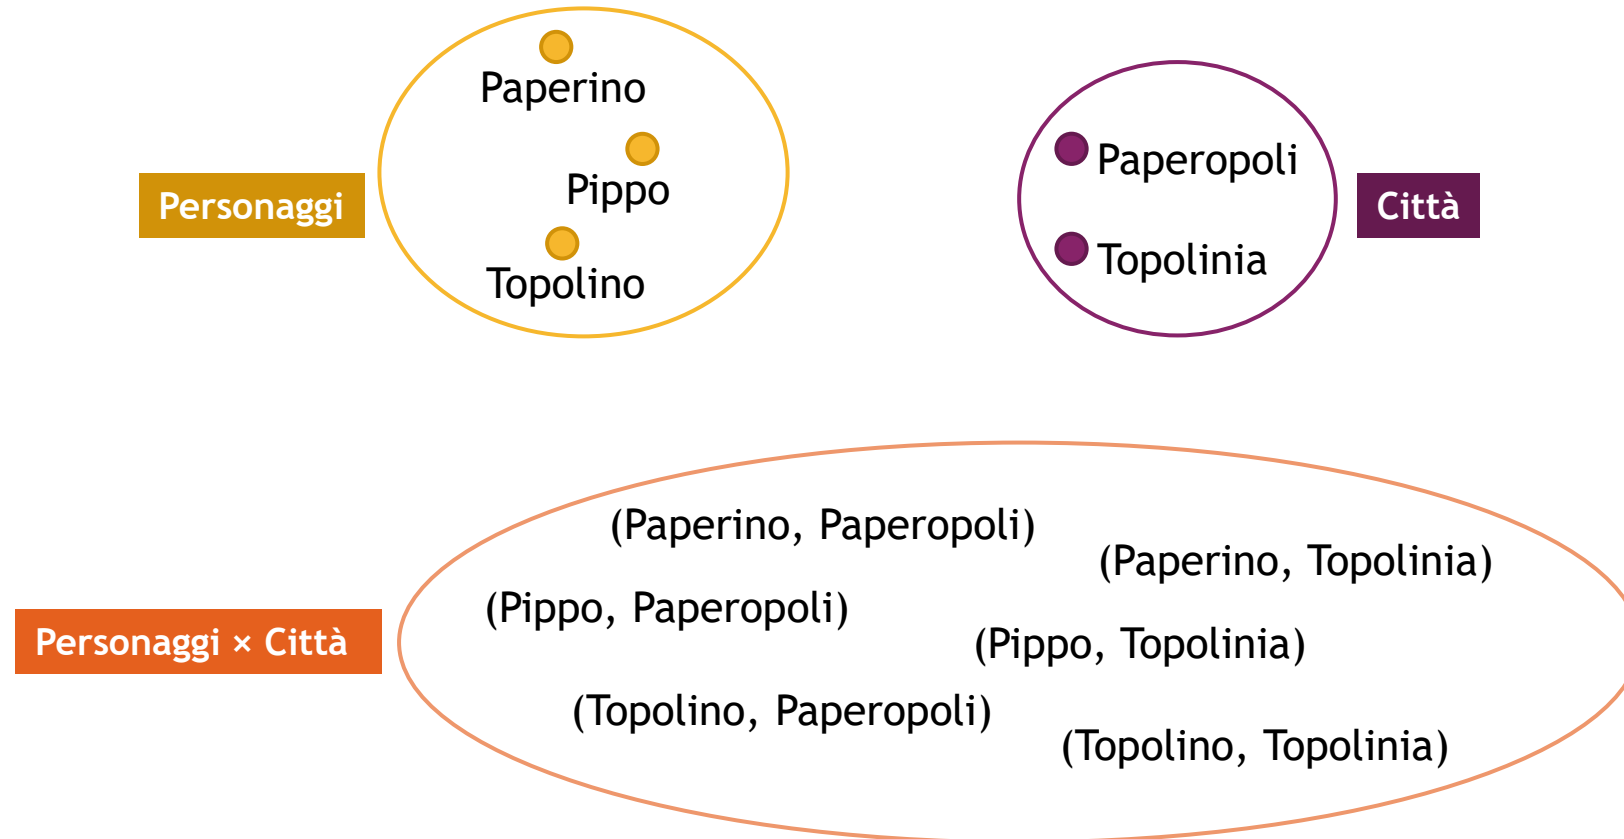 Paperino
Pippo
Topolino
Personaggi
Paperopoli
Topolinia
Città
(Paperino, Paperopoli)
(Paperino, Topolinia)
(Pippo, Paperopoli)
(Pippo, Topolinia)
Personaggi × Città
(Topolino, Paperopoli)
(Topolino, Topolinia)